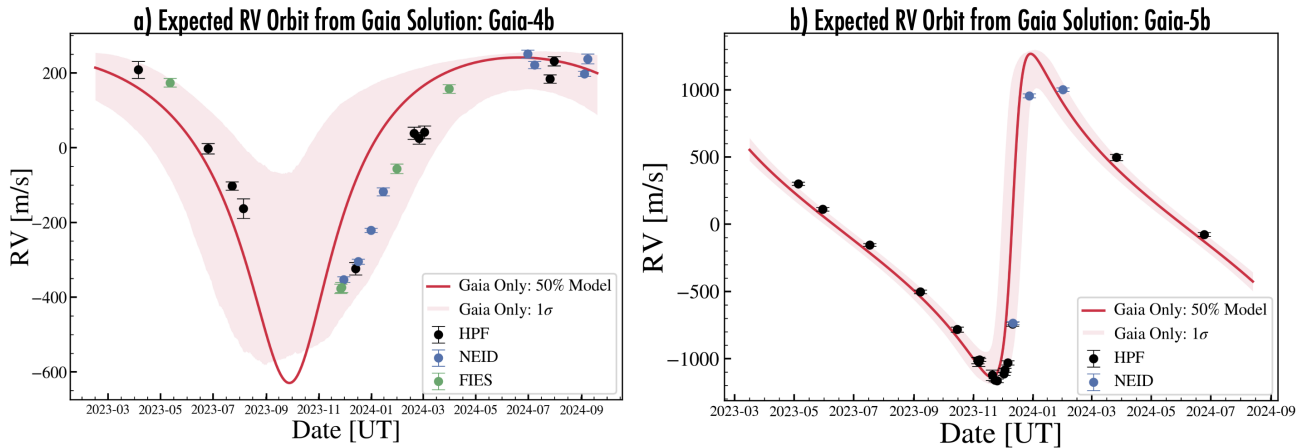 a) Expected RV Orbit from Gaia Solution: Gaia-4b
200
0
−200
−400
−600
RV [m/s]
Gaia Only: 50% Model
Gaia Only: 1σ
HPF
NEID
FIES
2023-03 2023-05 2023-07 2023-09 2023-11 2024-01 2024-03 2024-05 2024-07 2024-09
Date [UT]
b) Expected RV Orbit from Gaia Solution: Gaia-5b
1000
500
0
−500
−1000
RV [m/s]
Gaia Only: 50% Model
Gaia Only: 1σ
HPF
NEID
2023-03 2023-05 2023-07 2023-09 2023-11 2024-01 2024-03 2024-05 2024-07 2024-09
Date [UT]